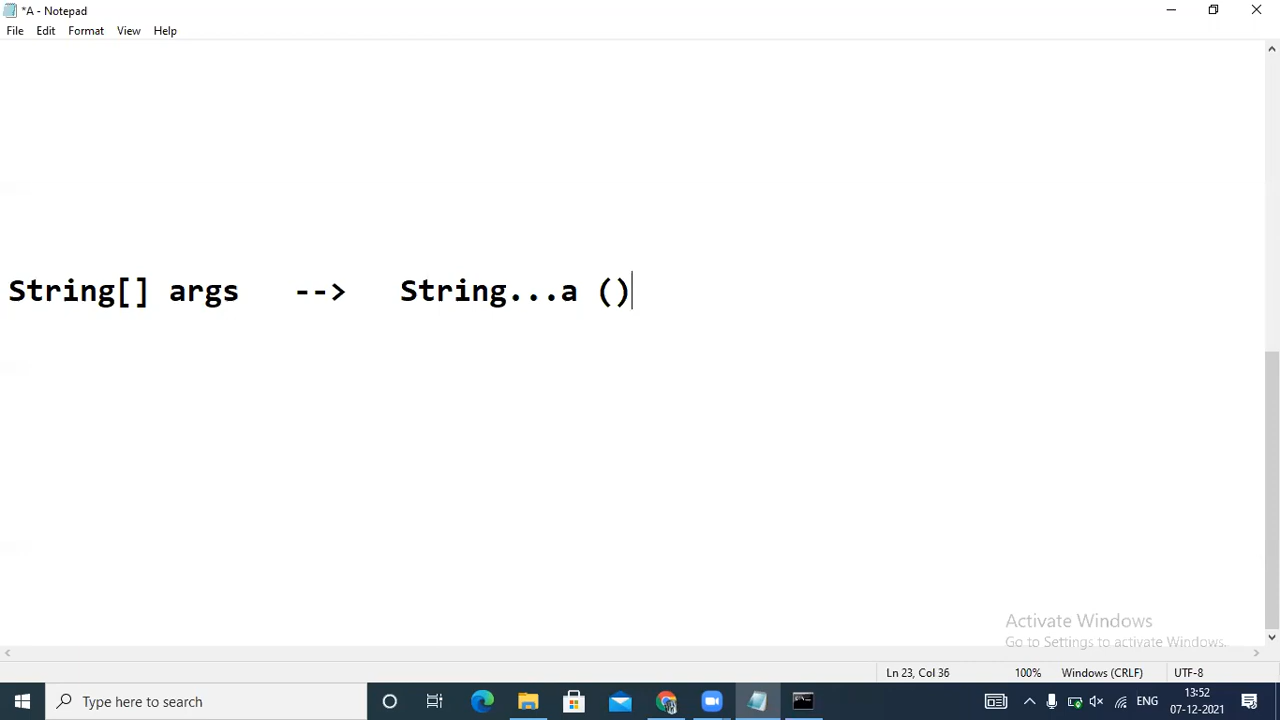 *A - Notepad
File Edit Format View Help
String[] args --> String...a ()
Activate Windows
Go to Settings to activate Windows.
Ln 23, Col 36 100% Windows (CRLF) UTF-8
Type here to search
ENG
13:52
07-12-2021